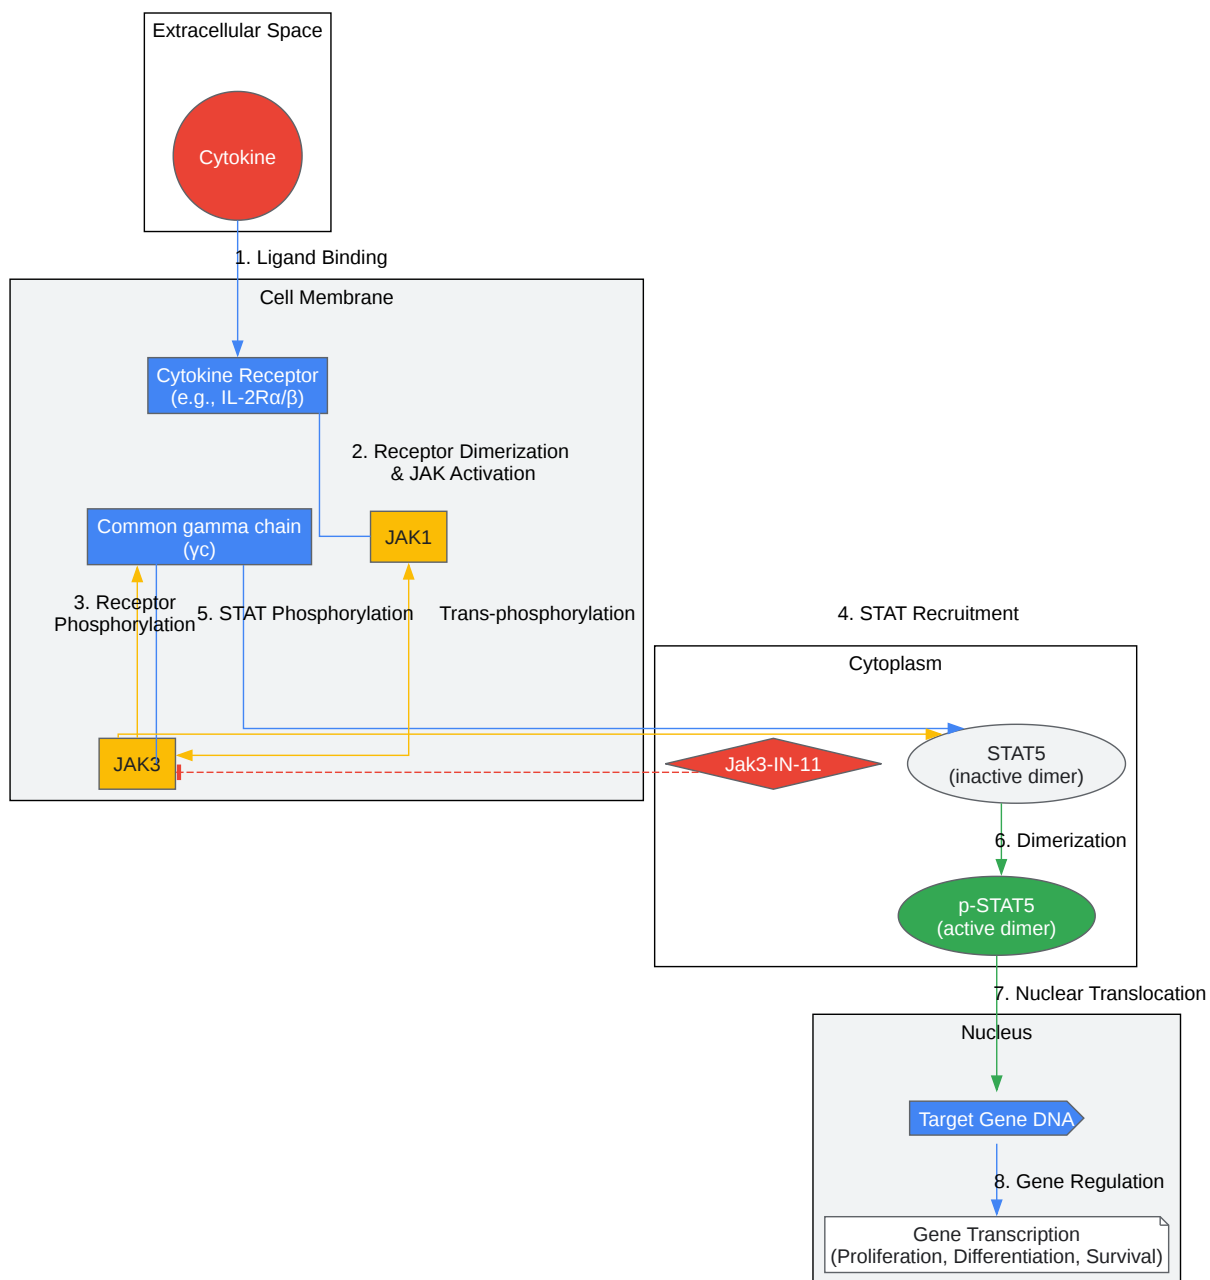 Extracellular Space
Cytokine
1. Ligand Binding
Cell Membrane
Cytokine Receptor
(e.g., IL-2Rα/β)
2. Receptor Dimerization
& JAK Activation
Common gamma chain
(γc)
JAK1
3. Receptor
Phosphorylation
5. STAT Phosphorylation
Trans-phosphorylation
4. STAT Recruitment
Cytoplasm
JAK3
Jak3-IN-11
STAT5
(inactive dimer)
6. Dimerization
p-STAT5
(active dimer)
7. Nuclear Translocation
Nucleus
Target Gene DNA
8. Gene Regulation
Gene Transcription
(Proliferation, Differentiation, Survival)